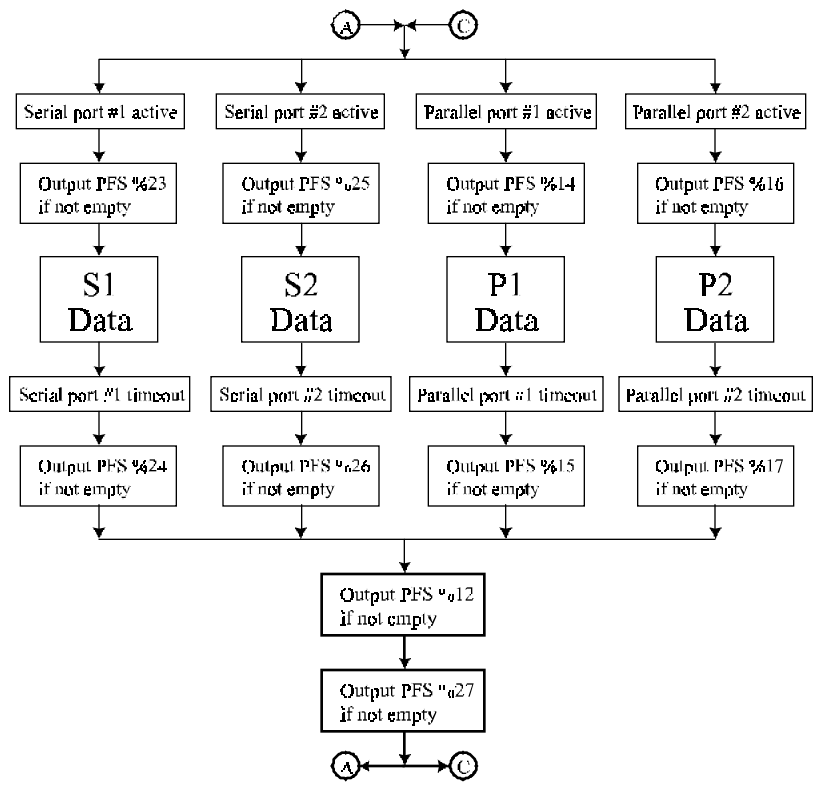 A
C
Serial port #1 active
Serial port #2 active
Parallel port #1 active
Parallel port #2 active
Output PFS %23
if not empty
Output PFS %25
if not empty
Output PFS %14
if not empty
Output PFS %16
if not empty
S1
Data
S2
Data
P1
Data
P2
Data
Serial port #1 timeout
Serial port #2 timeout
Parallel port #1 timeout
Parallel port #2 timeout
Output PFS %24
if not empty
Output PFS %26
if not empty
Output PFS %15
if not empty
Output PFS %17
if not empty
Output PFS %12
if not empty
Output PFS %27
if not empty
A
C